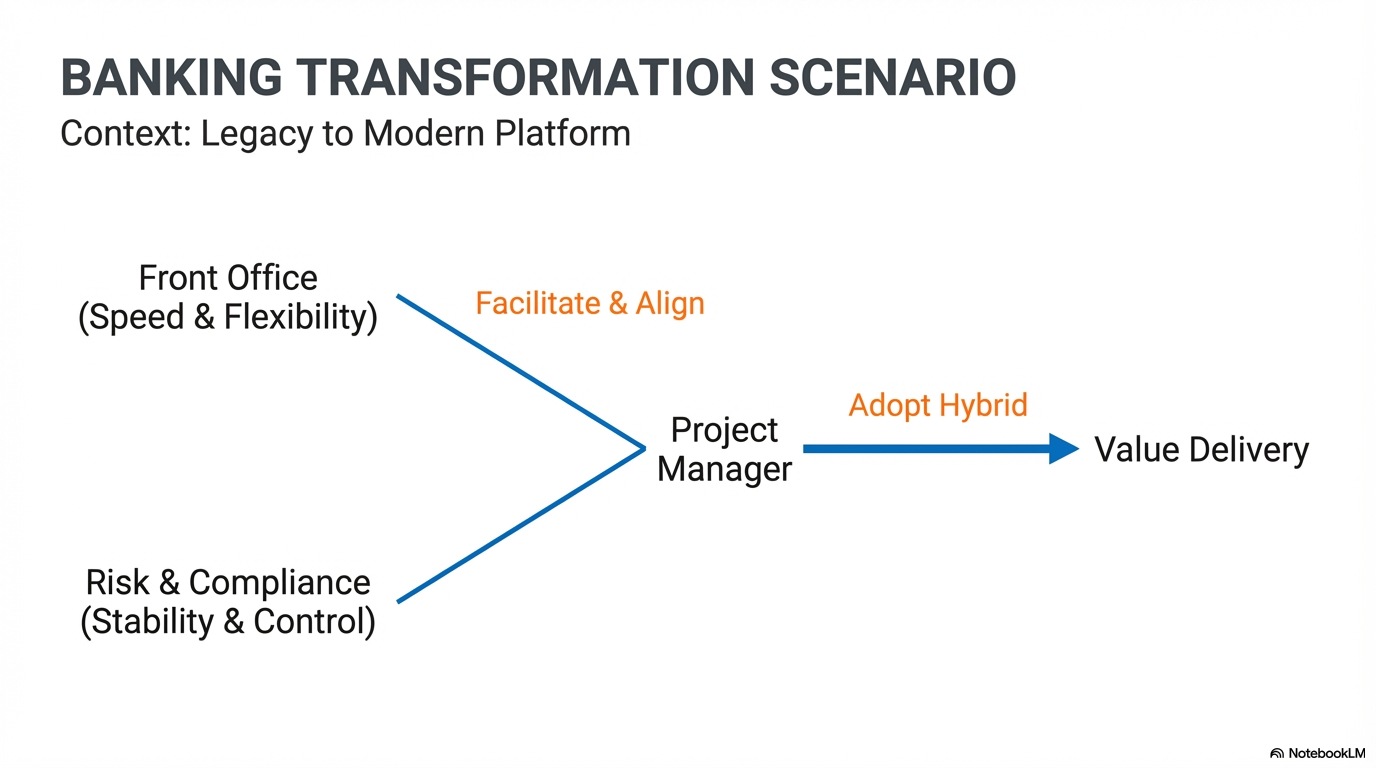 BANKING TRANSFORMATION SCENARIO
Context: Legacy to Modern Platform
Front Office
(Speed & Flexibility)
Facilitate & Align
Adopt Hybrid
Project
Manager
Value Delivery
Risk & Compliance
(Stability & Control)
NotebookLM